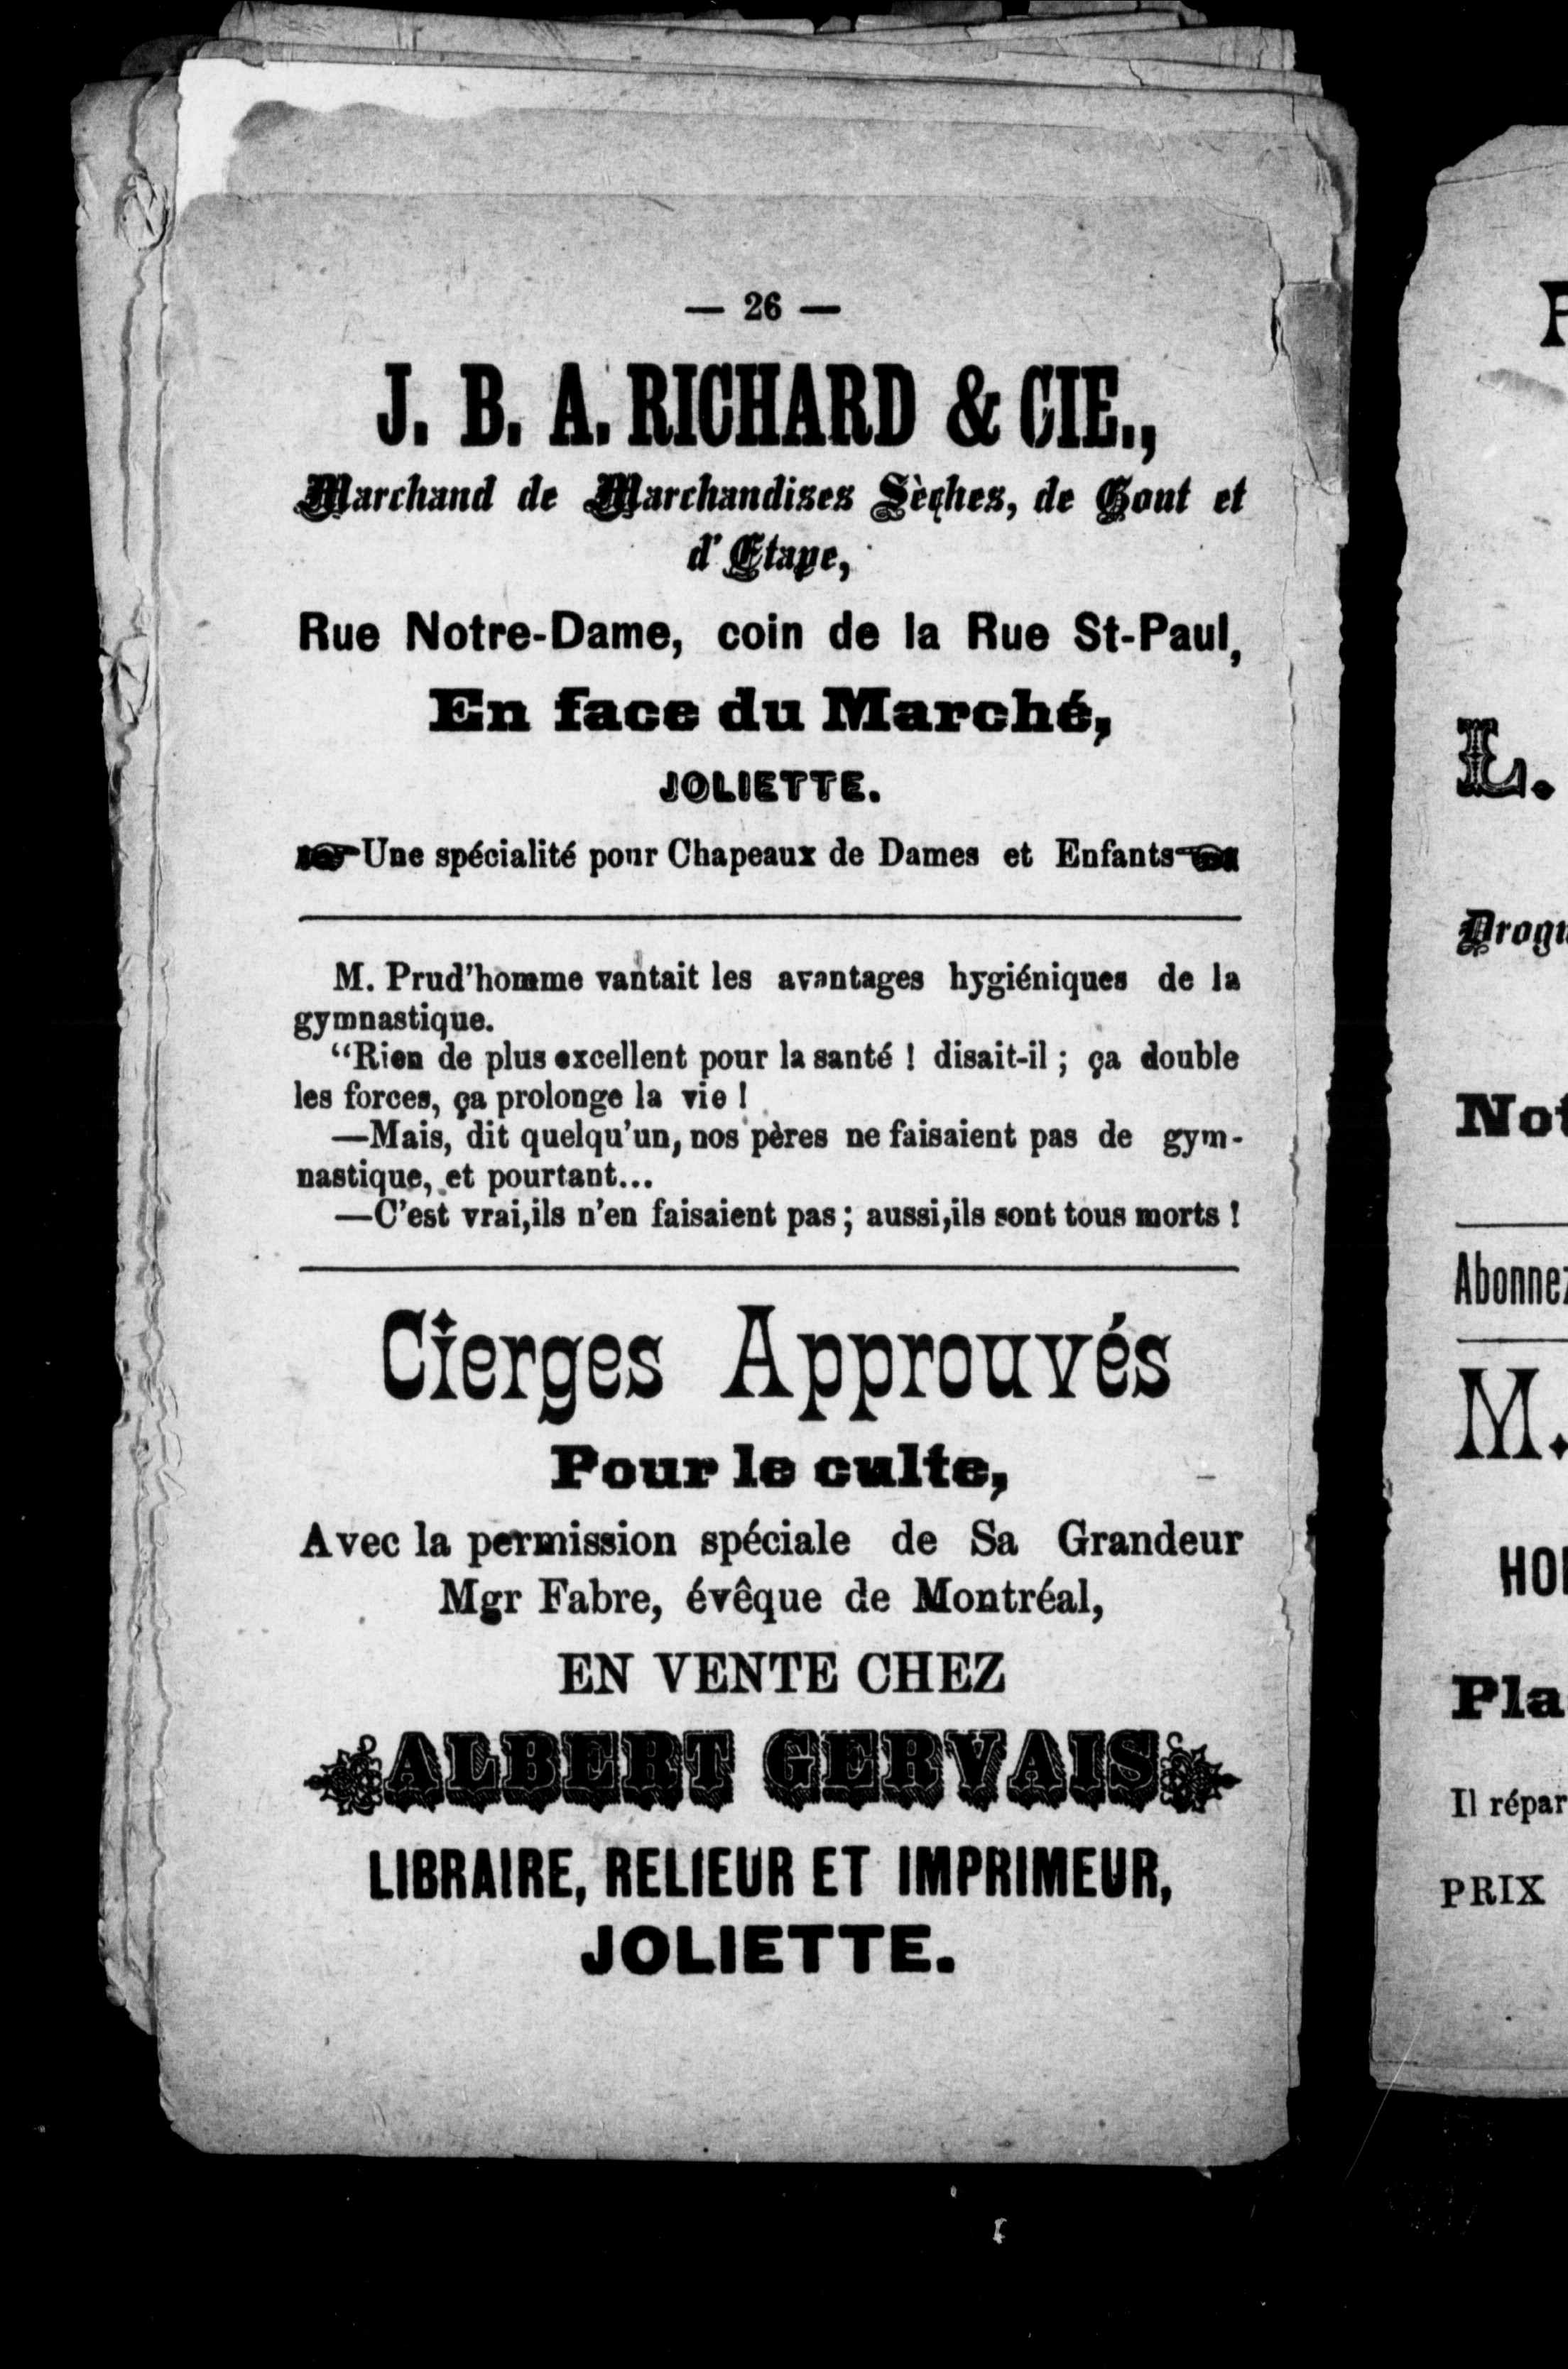 — 26 —
J. B. A. RICHARD & CIE.,
Marchand de Marchandises Sèches, de Gout et
d'Etape,
Rue Notre-Dame, coin de la Rue St-Paul,
En face du Marché,
JOLIETTE.
☞Une spécialité pour Chapeaux de Dames et Enfants☜
M. Prud'homme vantait les avantages hygiéniques de la
gymnastique.
“Rien de plus excellent pour la santé ! disait-il ; ça double
les forces, ça prolonge la vie !
—Mais, dit quelqu'un, nos pères ne faisaient pas de gym-
nastique, et pourtant...
—C'est vrai,ils n'en faisaient pas ; aussi,ils sont tous morts !
Cierges Approuvés
Pour le culte,
Avec la permission spéciale de Sa Grandeur
Mgr Fabre, évêque de Montréal,
EN VENTE CHEZ
ALBERT GERVAIS
LIBRAIRE, RELIEUR ET IMPRIMEUR,
JOLIETTE.
L.
Drogu
Not
Abonnez
M.
HO
Pla
Il répar
PRIX